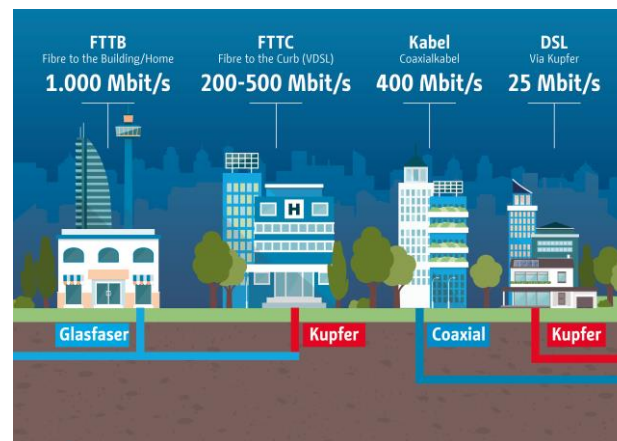 FTTB
Fibre to the Building/Home
1.000 Mbit/s
FTTC
Fibre to the Curb (VDSL)
200-500 Mbit/s
Kabel
Coaxialkabel
400 Mbit/s
DSL
Via Kupfer
25 Mbit/s
H
Glasfaser
Kupfer
Coaxial
Kupfer